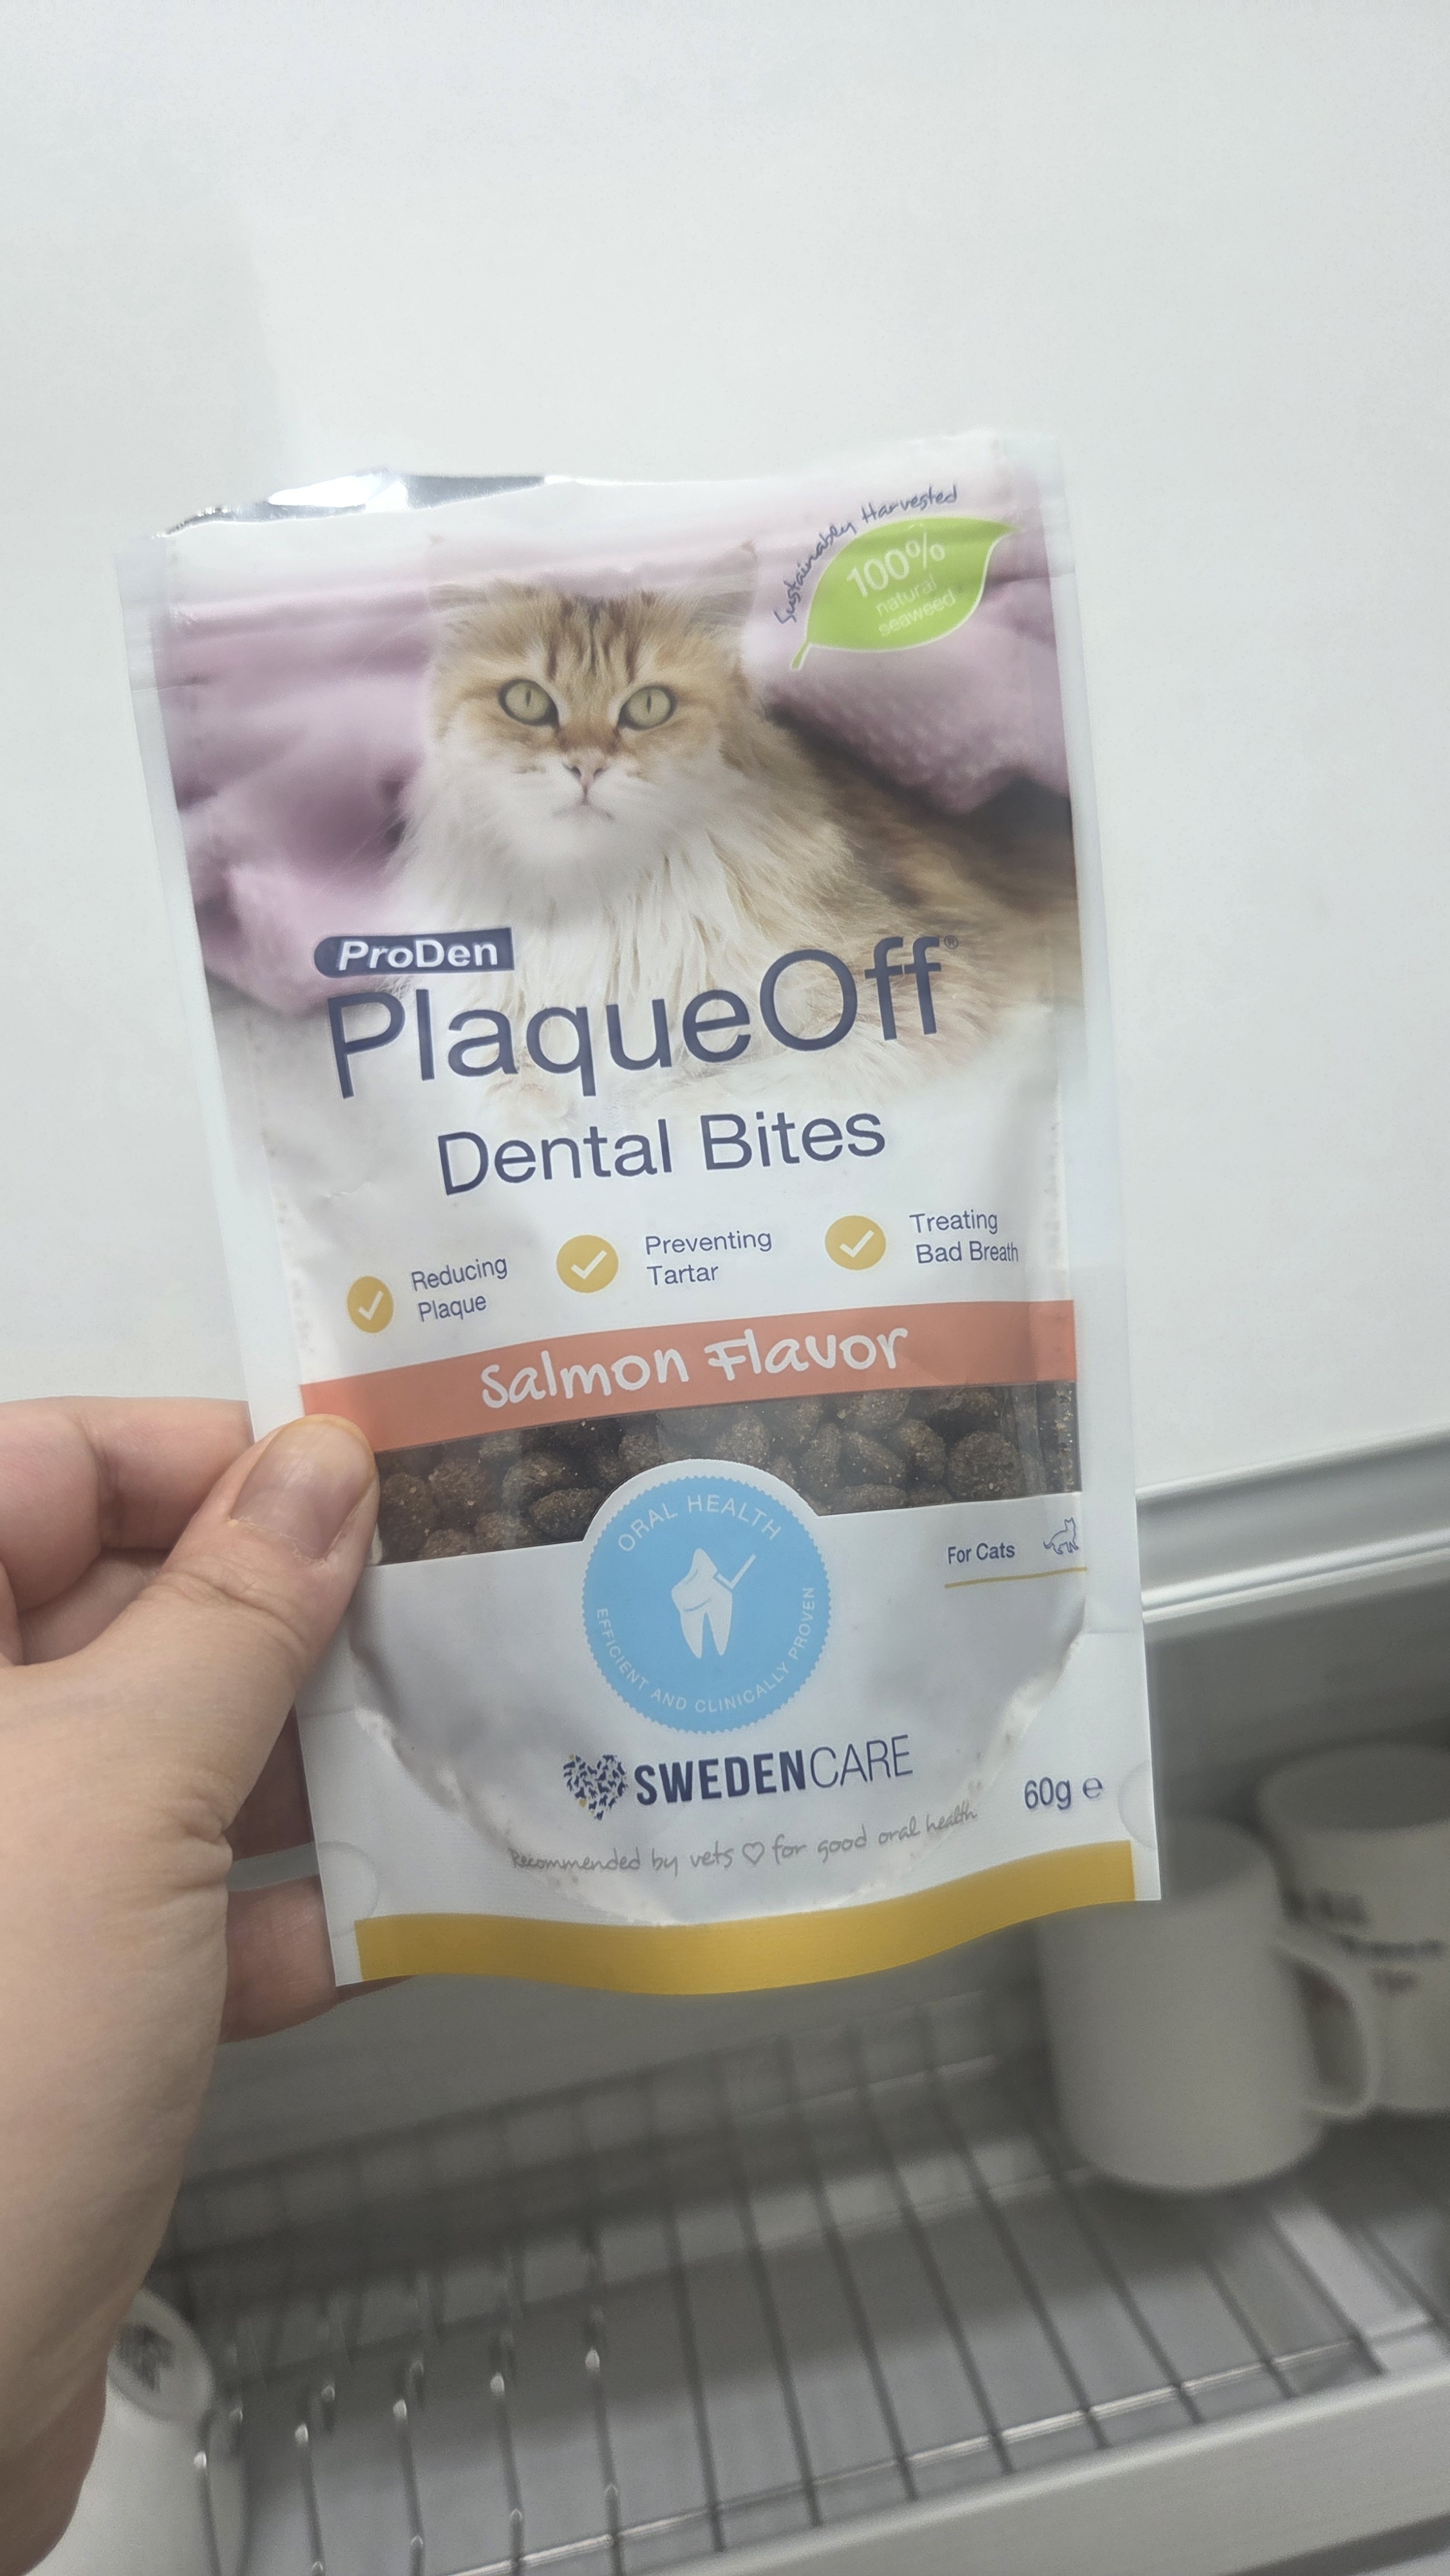 Sustainably Harvested
100%
natural
seaweed
ProDen
PlaqueOff®
Dental Bites
Reducing
Plaque
Preventing
Tartar
Treating
Bad Breath
Salmon Flavor
ORAL HEALTH
EFFICIENT AND CLINICALLY PROVEN
For Cats
SWEDENCARE
60g e
Recommended by vets ♡ for good oral health